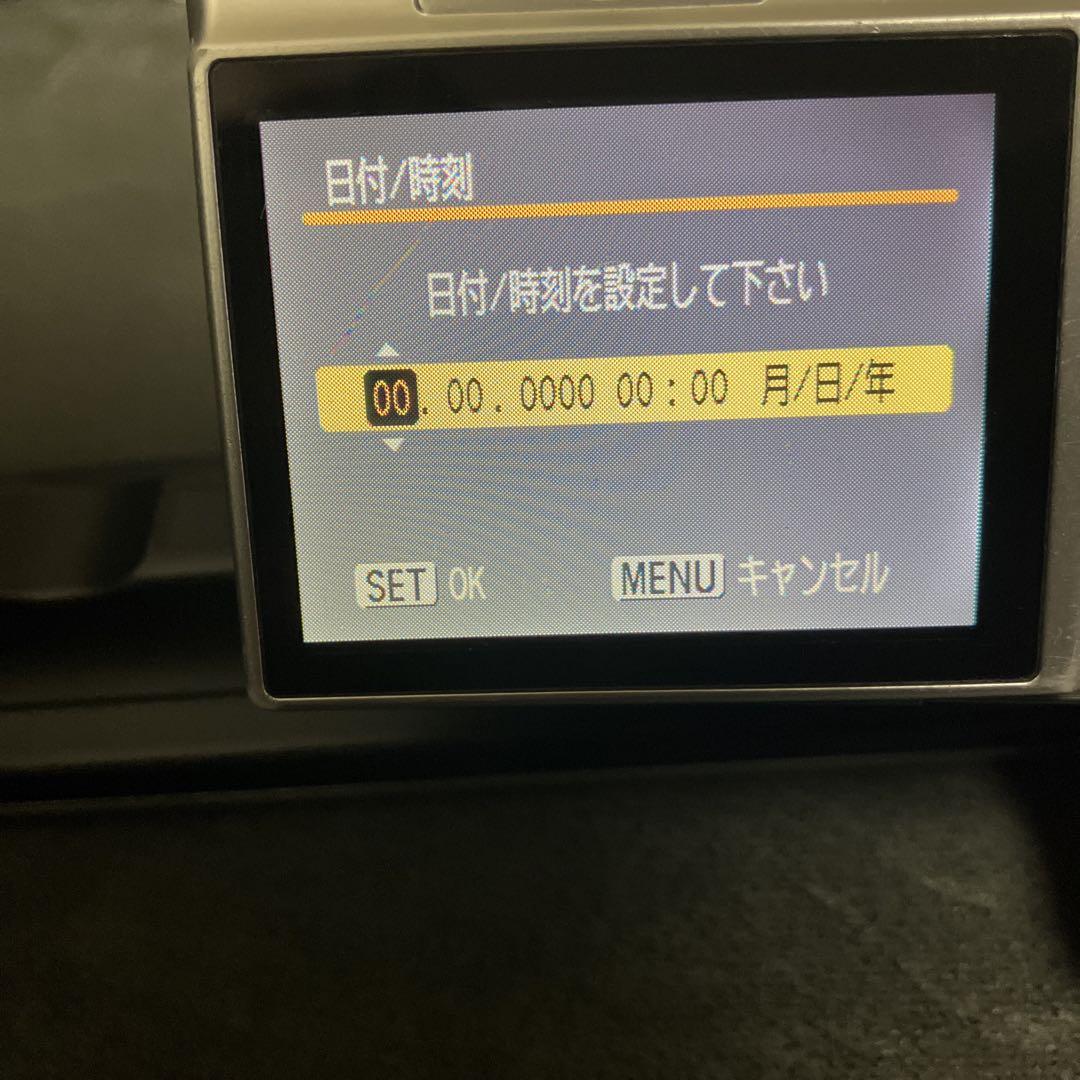 日付/時刻
日付/時刻を設定して下さい
00. 00. 0000 00:00 月/日/年
SET OK MENU キャンセル